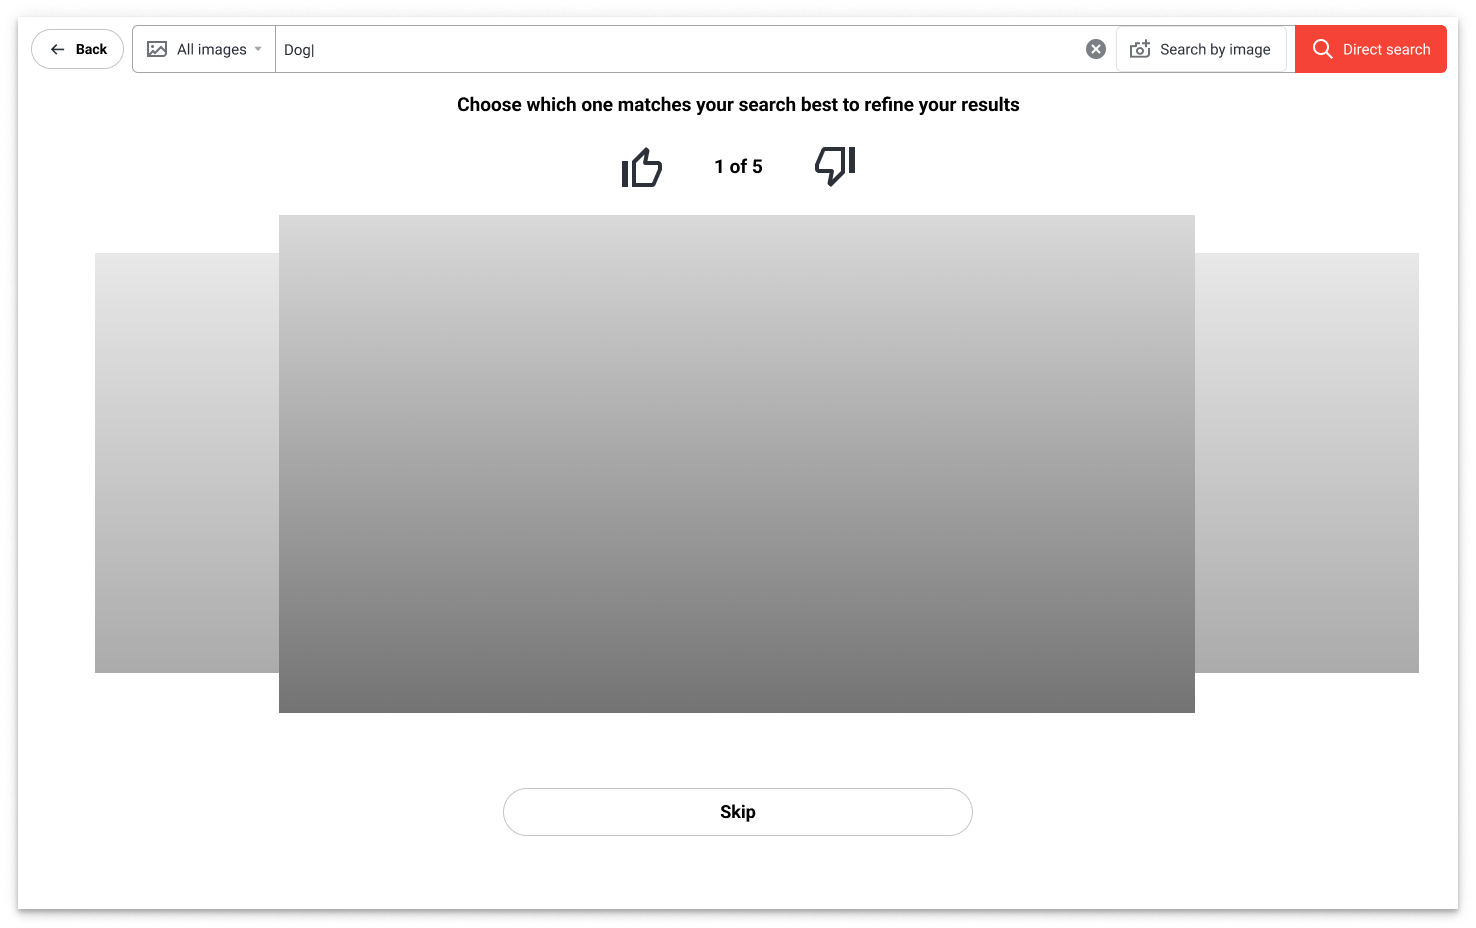 Back
All images
Dog
Search by image
Direct search
Choose which one matches your search best to refine your results
1 of 5
Skip